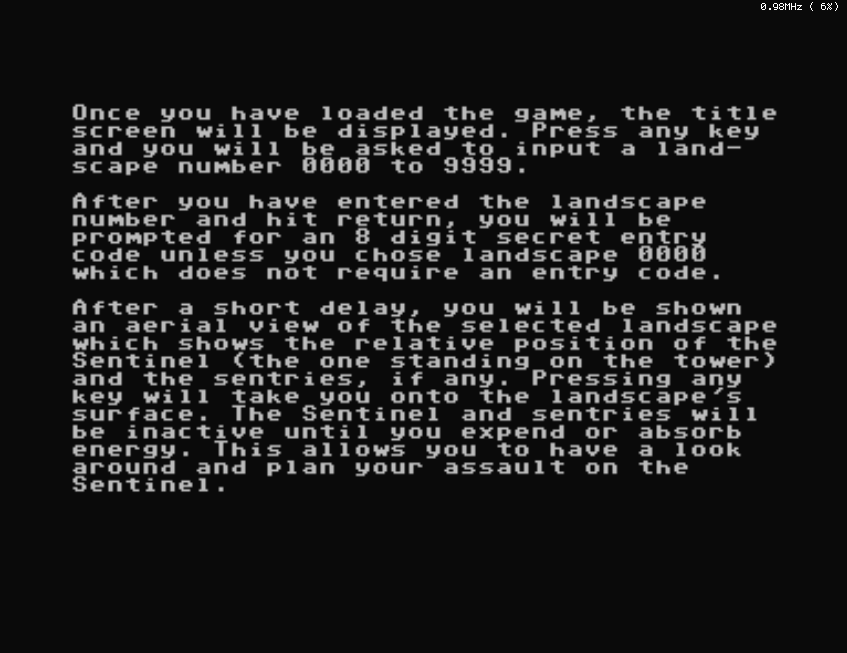 0.98MHz ( 6%)
Once you have loaded the game, the title
screen will be displayed. Press any key
and you will be asked to input a land-
scape number 0000 to 9999.
After you have entered the landscape
number and hit return, you will be
prompted for an 8 digit secret entry
code unless you chose landscape 0000
which does not require an entry code.
After a short delay, you will be shown
an aerial view of the selected landscape
which shows the relative position of the
Sentinel (the one standing on the tower)
and the sentries, if any. Pressing any
key will take you onto the landscape's
surface. The Sentinel and sentries will
be inactive until you expend or absorb
energy. This allows you to have a look
around and plan your assault on the
Sentinel.